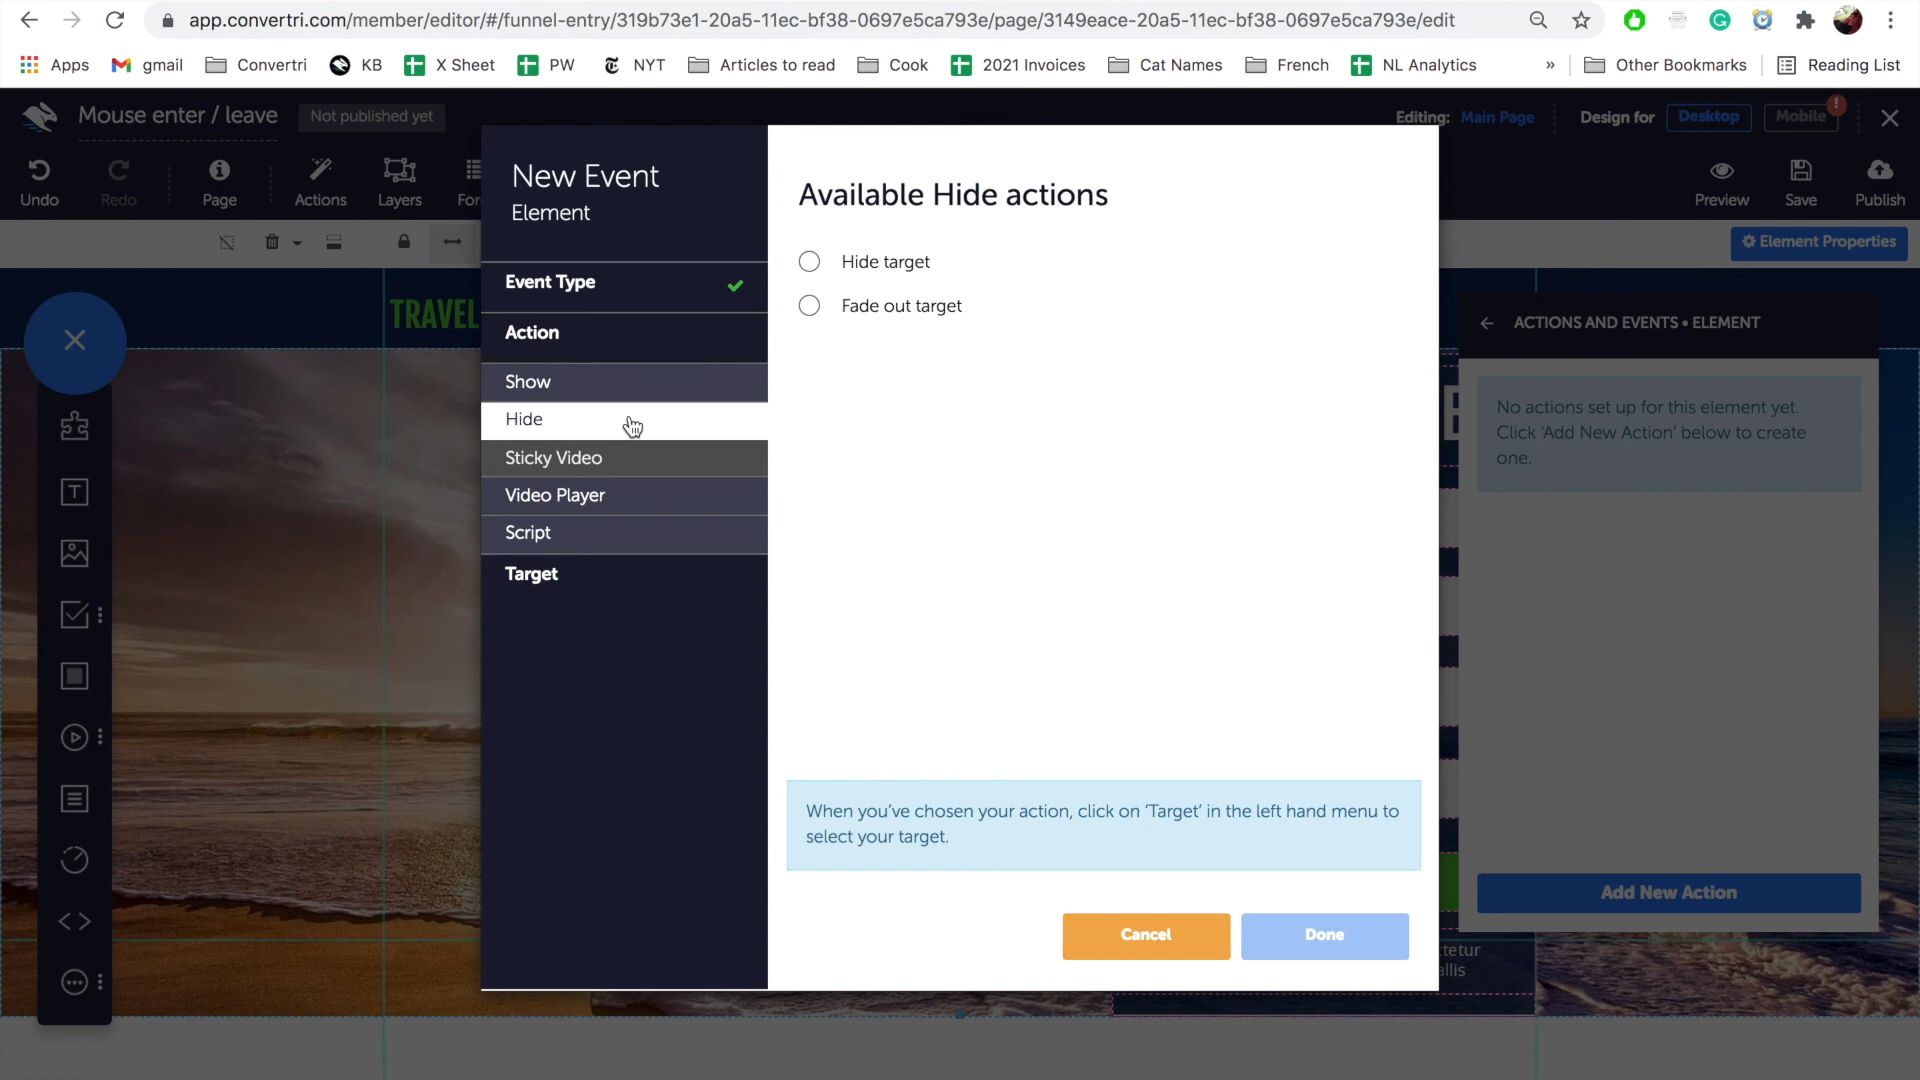 app.convertri.com/member/editor/#/funnel-entry/319b73e1-20a5-11ec-bf38-0697e5ca793e/page/3149eace-20a5-11ec-bf38-0697e5ca793e/edit
Apps
gmail
Convertri
KB
X Sheet
PW
NYT
Articles to read
Cook
2021 Invoices
Cat Names
French
NL Analytics
»
Other Bookmarks
Reading List
Mouse enter / leave
Not published yet
Editing: Main Page
Design for
Desktop
Mobile
Undo
Redo
Page
Actions
Layers
For
Preview
Save
Publish
Element Properties
TRAVEL
New Event
Element
Event Type
Action
Show
Hide
Sticky Video
Video Player
Script
Target
Available Hide actions
Hide target
Fade out target
When you've chosen your action, click on 'Target' in the left hand menu to
select your target.
Cancel
Done
ACTIONS AND EVENTS • ELEMENT
No actions set up for this element yet.
Click 'Add New Action' below to create
one.
Add New Action
tetur
allis